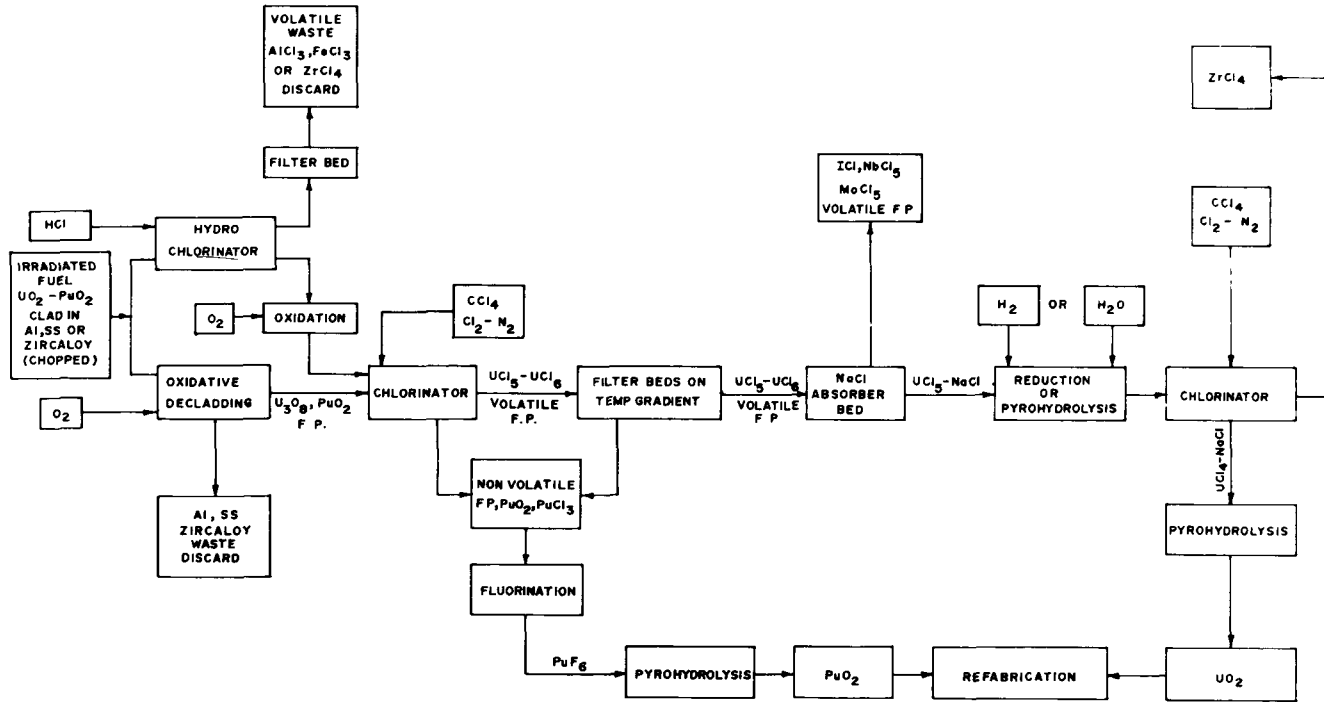 VOLATILE
WASTE
AlCl₃, FeCl₃
OR ZrCl₄
DISCARD
FILTER BED
HCl
HYDRO
CHLORINATOR
IRRADIATED
FUEL
UO₂ – PuO₂
CLAD IN
Al, SS OR
ZIRCALOY
(CHOPPED)
O₂
OXIDATION
CCl₄
Cl₂ – N₂
O₂
OXIDATIVE
DECLADDING
U₃O₈, PuO₂
F P.
CHLORINATOR
UCl₅–UCl₆
VOLATILE
F.P.
FILTER BEDS ON
TEMP GRADIENT
UCl₅–UCl₆
VOLATILE
F P
ICl, NbCl₅
MoCl₅
VOLATILE F P
NaCl
ABSORBER
BED
UCl₅–NaCl
H₂ OR H₂O
REDUCTION
OR
PYROHYDROLYSIS
ZrCl₄
CCl₄
Cl₂ – N₂
CHLORINATOR
UCl₄–NaCl
PYROHYDROLYSIS
Al, SS
ZIRCALOY
WASTE
DISCARD
NON VOLATILE
FP, PuO₂, PuCl₃
FLUORINATION
PuF₆
PYROHYDROLYSIS
PuO₂
REFABRICATION
UO₂